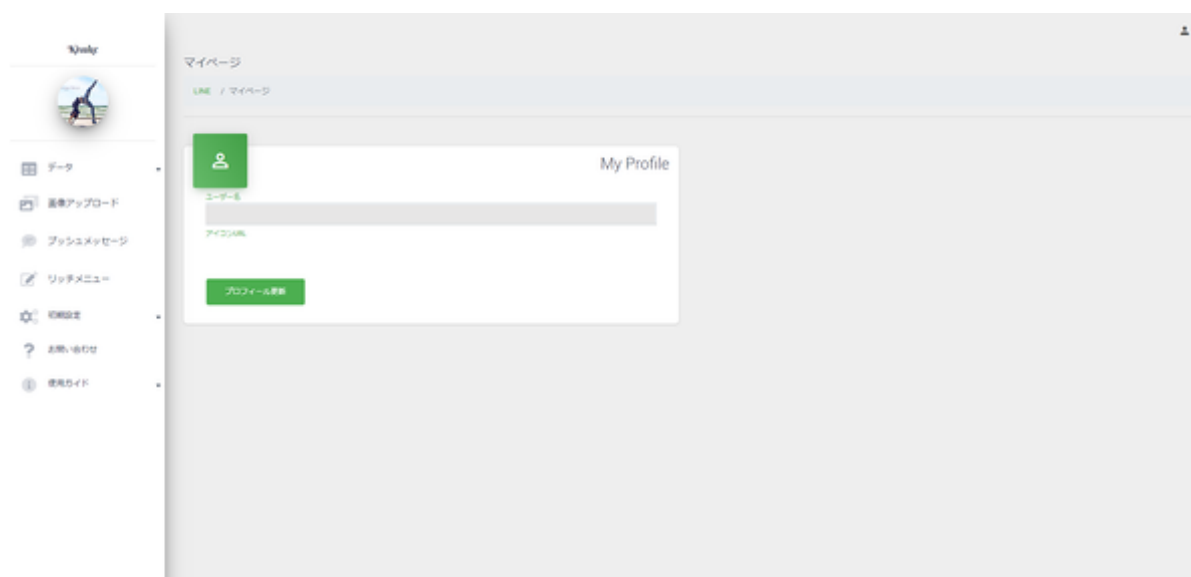 マイページ
LINE / マイページ
データ
画像アップロード
プッシュメッセージ
リッチメニュー
初期設定
お問い合わせ
使用ガイド
My Profile
ユーザー名
アイコンURL
プロフィール更新